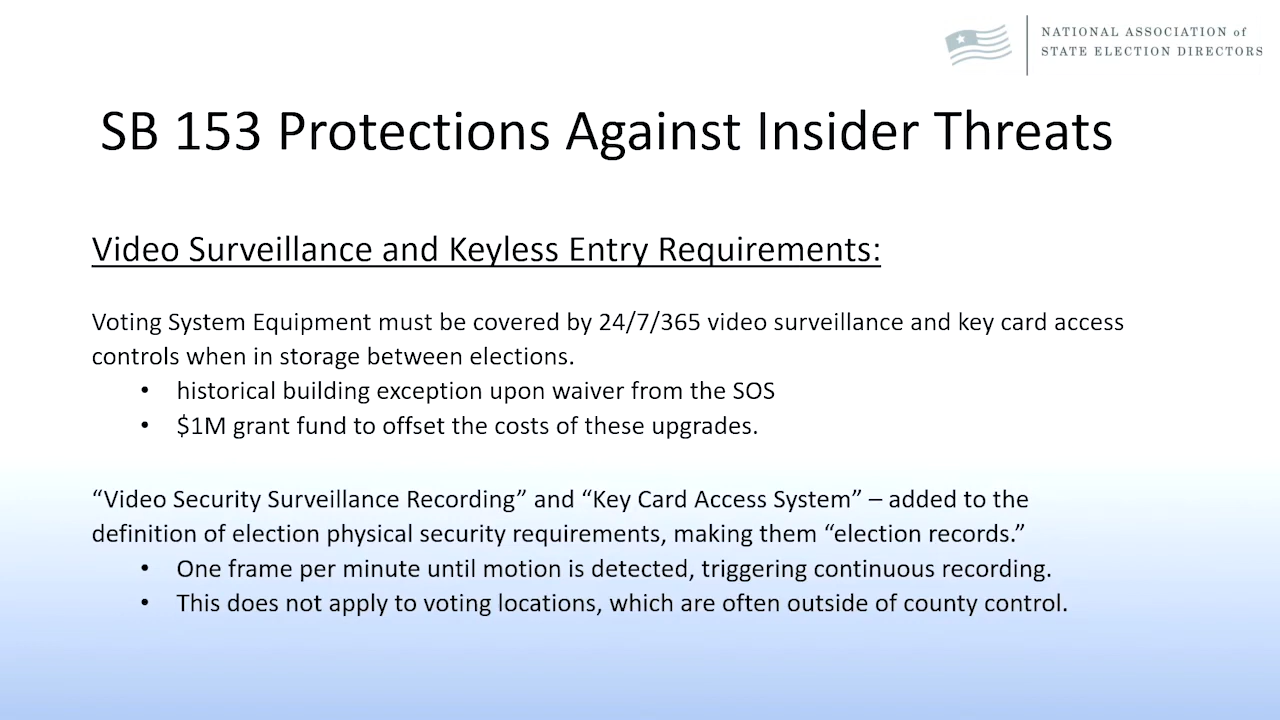 NATIONAL ASSOCIATION of
STATE ELECTION DIRECTORS
SB 153 Protections Against Insider Threats
Video Surveillance and Keyless Entry Requirements:
Voting System Equipment must be covered by 24/7/365 video surveillance and key card access
controls when in storage between elections.
• historical building exception upon waiver from the SOS
• $1M grant fund to offset the costs of these upgrades.
“Video Security Surveillance Recording” and “Key Card Access System” – added to the
definition of election physical security requirements, making them “election records.”
• One frame per minute until motion is detected, triggering continuous recording.
• This does not apply to voting locations, which are often outside of county control.